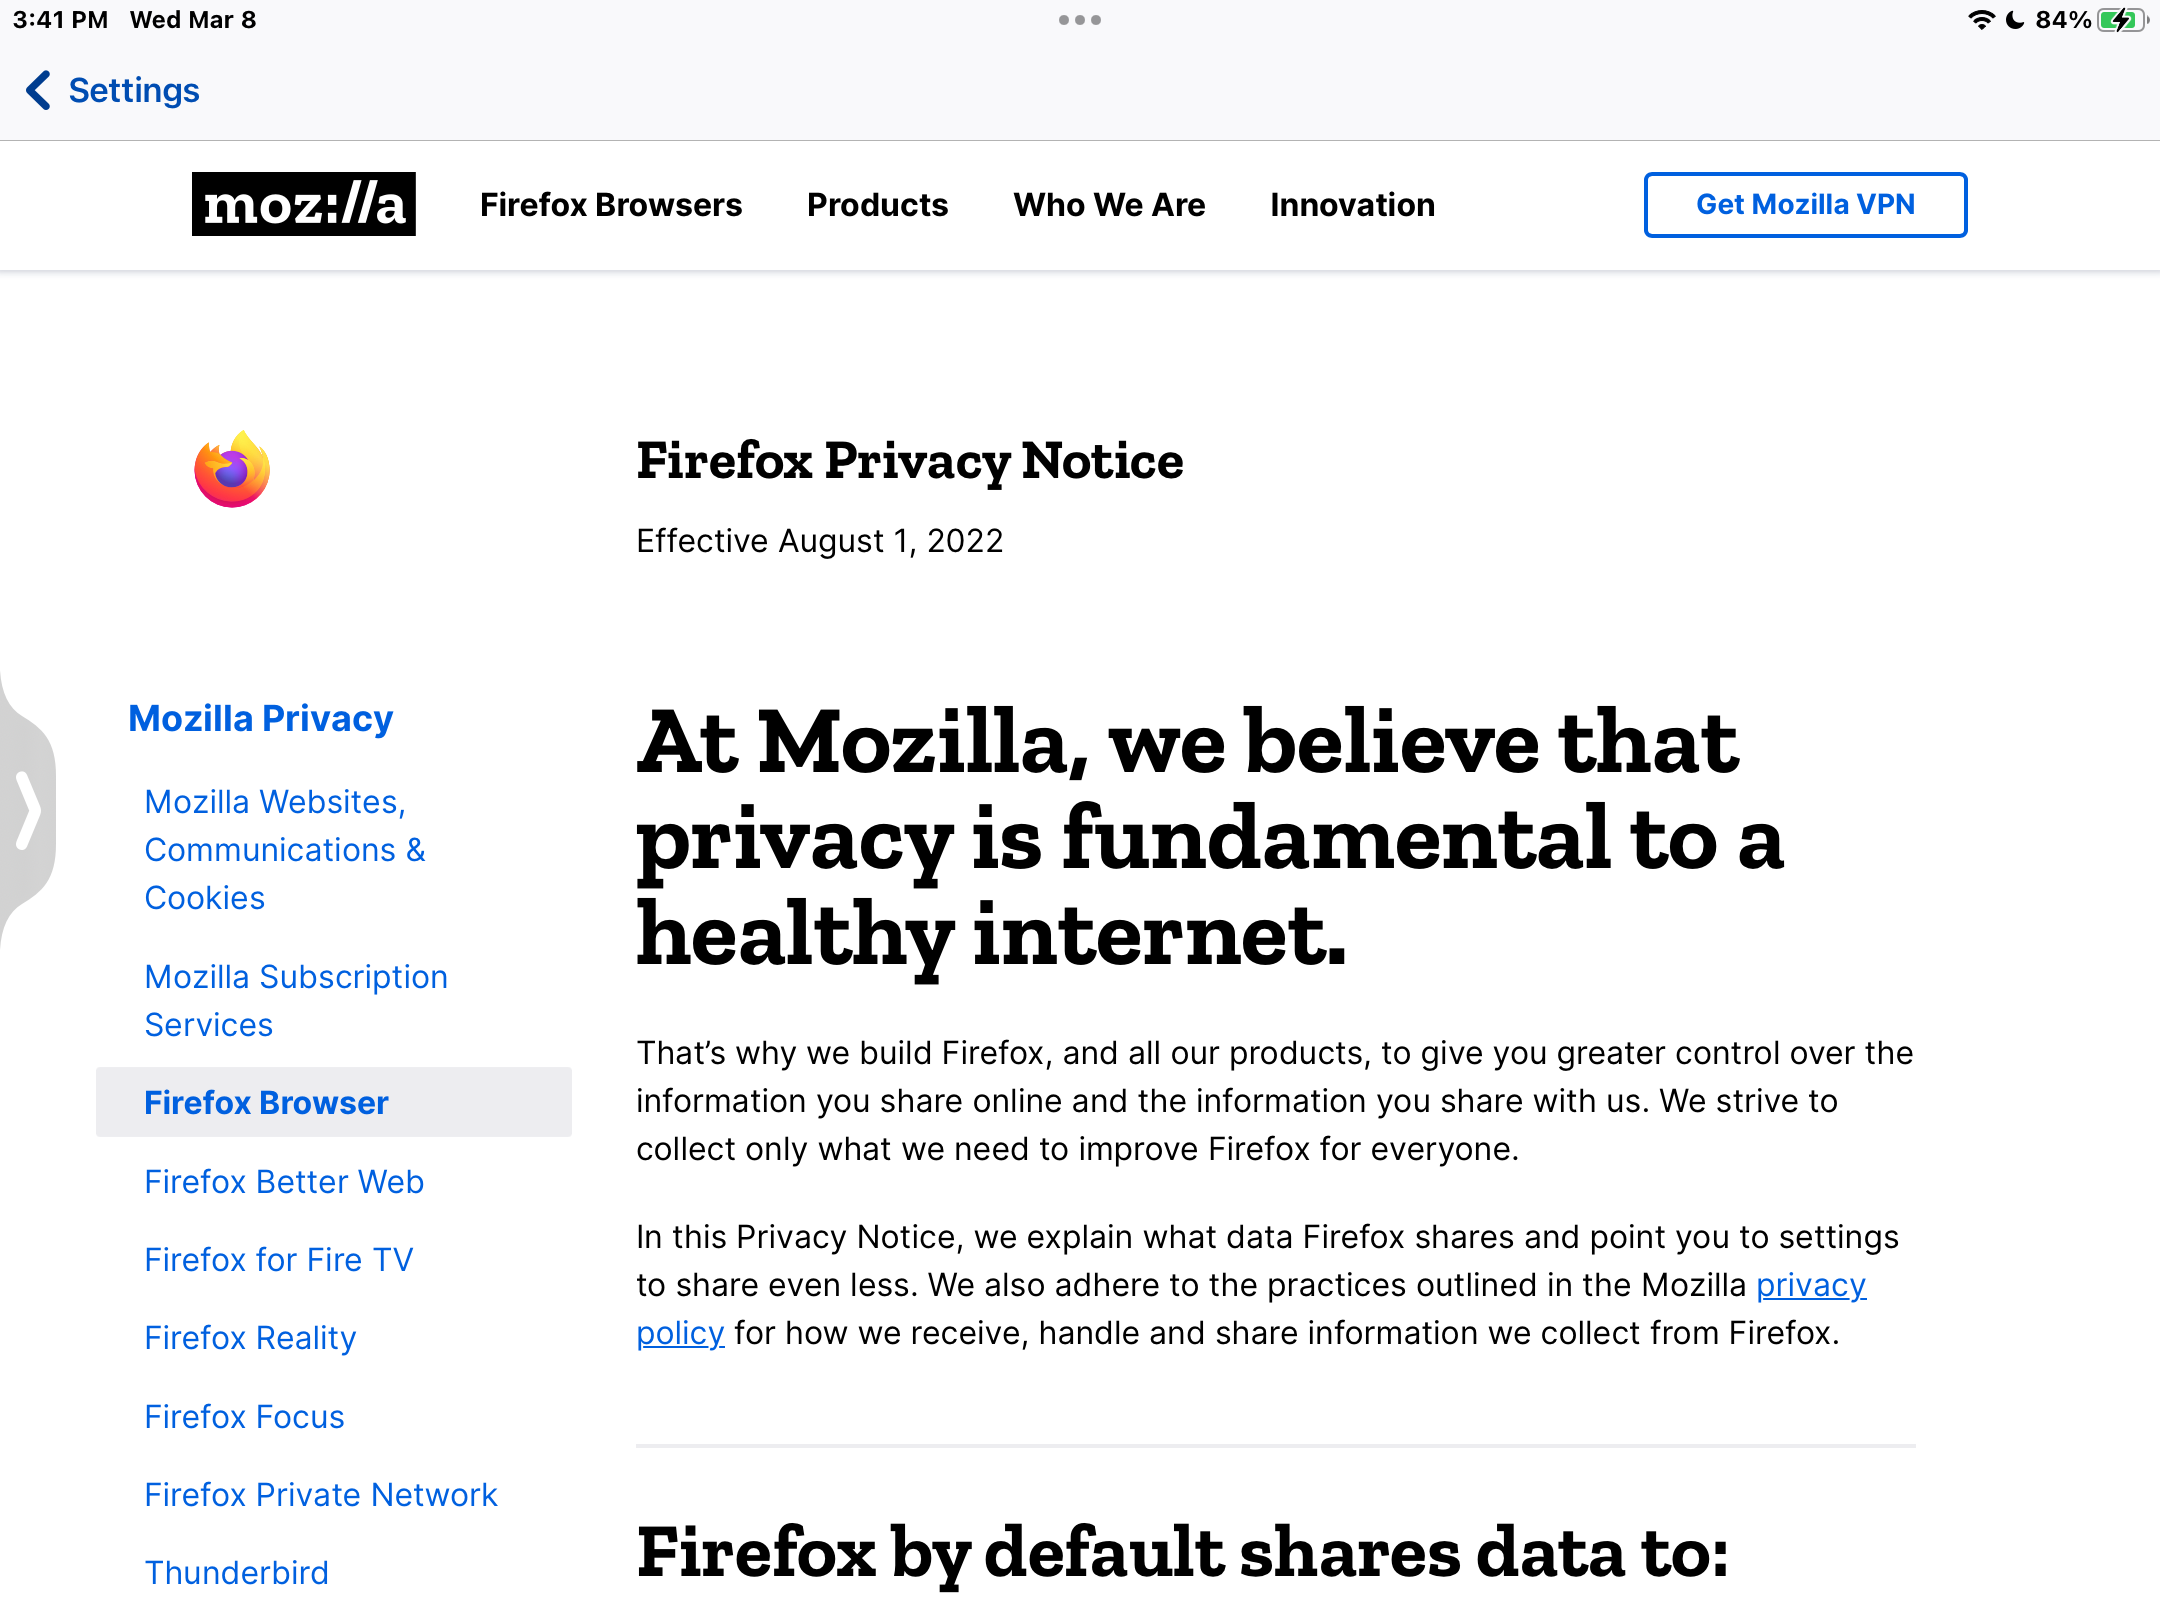 3:41 PM Wed Mar 8
84%
Settings
moz://a
Firefox Browsers
Products
Who We Are
Innovation
Get Mozilla VPN
Firefox Privacy Notice
Effective August 1, 2022
Mozilla Privacy
Mozilla Websites,
Communications &
Cookies
Mozilla Subscription
Services
Firefox Browser
Firefox Better Web
Firefox for Fire TV
Firefox Reality
Firefox Focus
Firefox Private Network
Thunderbird
At Mozilla, we believe that
privacy is fundamental to a
healthy internet.
That’s why we build Firefox, and all our products, to give you greater control over the
information you share online and the information you share with us. We strive to
collect only what we need to improve Firefox for everyone.
In this Privacy Notice, we explain what data Firefox shares and point you to settings
to share even less. We also adhere to the practices outlined in the Mozilla privacy
policy for how we receive, handle and share information we collect from Firefox.
Firefox by default shares data to: